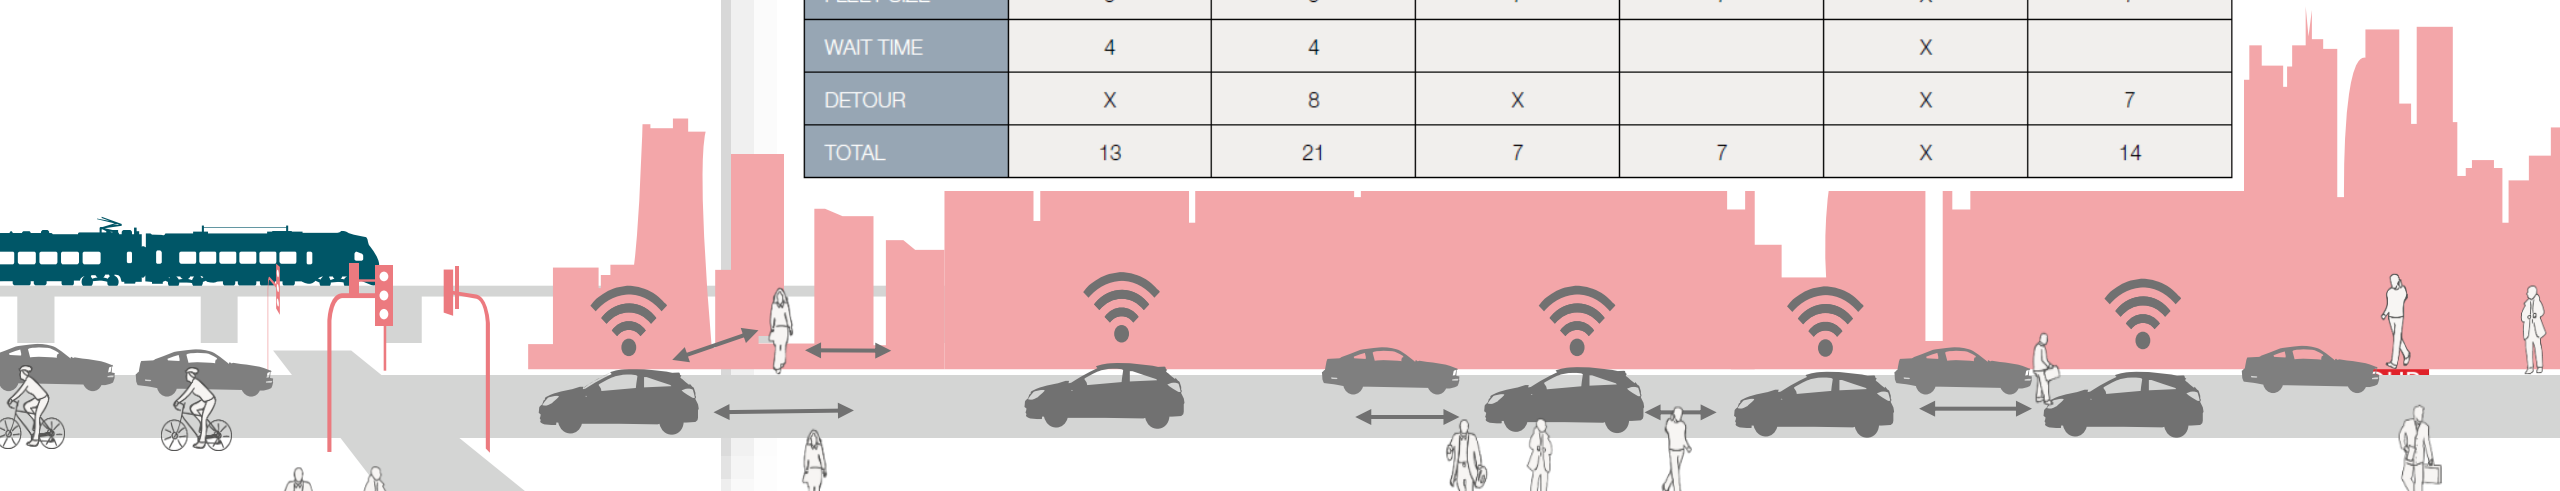 WAIT TIME 4 4 X
DETOUR X 8 X X 7
TOTAL 13 21 7 7 X 14